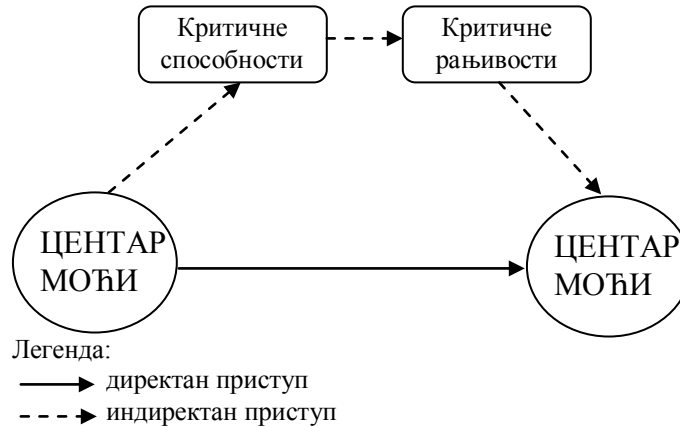 Критичне
способности
Критичне
рањивости
ЦЕНТАР
МОЋИ
ЦЕНТАР
МОЋИ
Легенда:
директан приступ
индиректан приступ